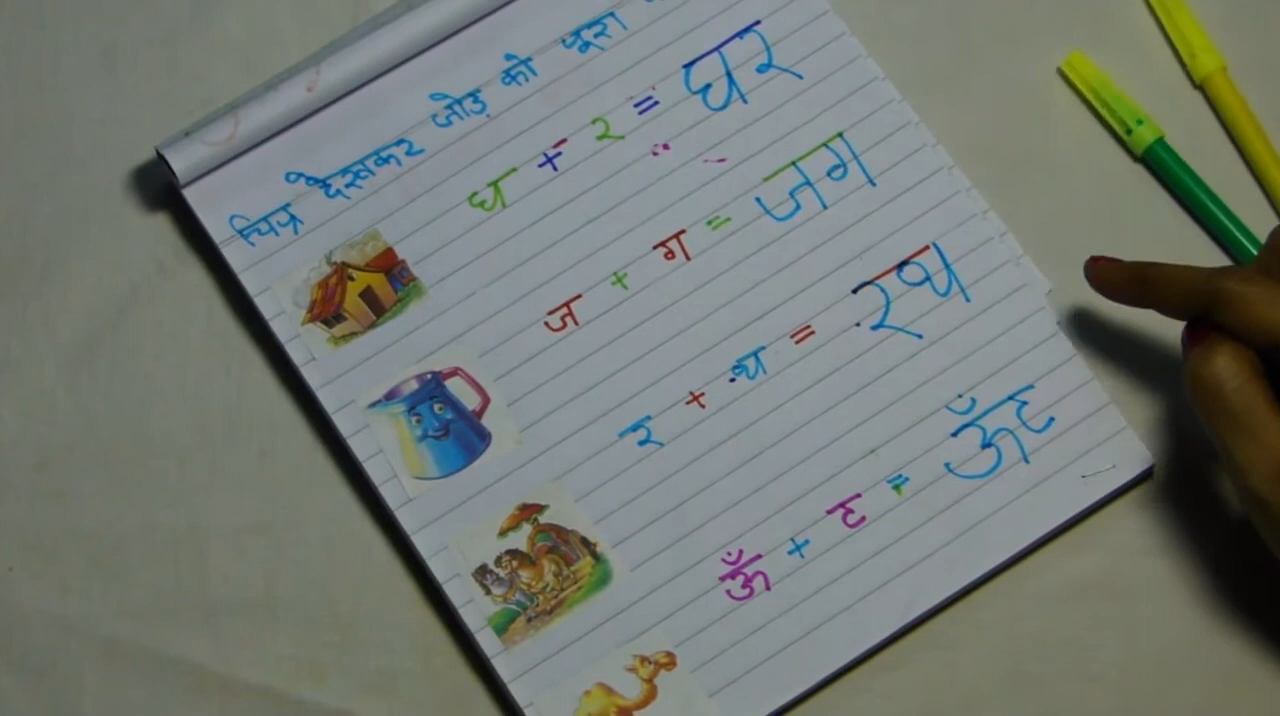 चित्र देखकर जोड़ को पूरा
घ + र = घर
ज + ग = जग
र + थ = रथ
ऊँ + ट = ऊँट